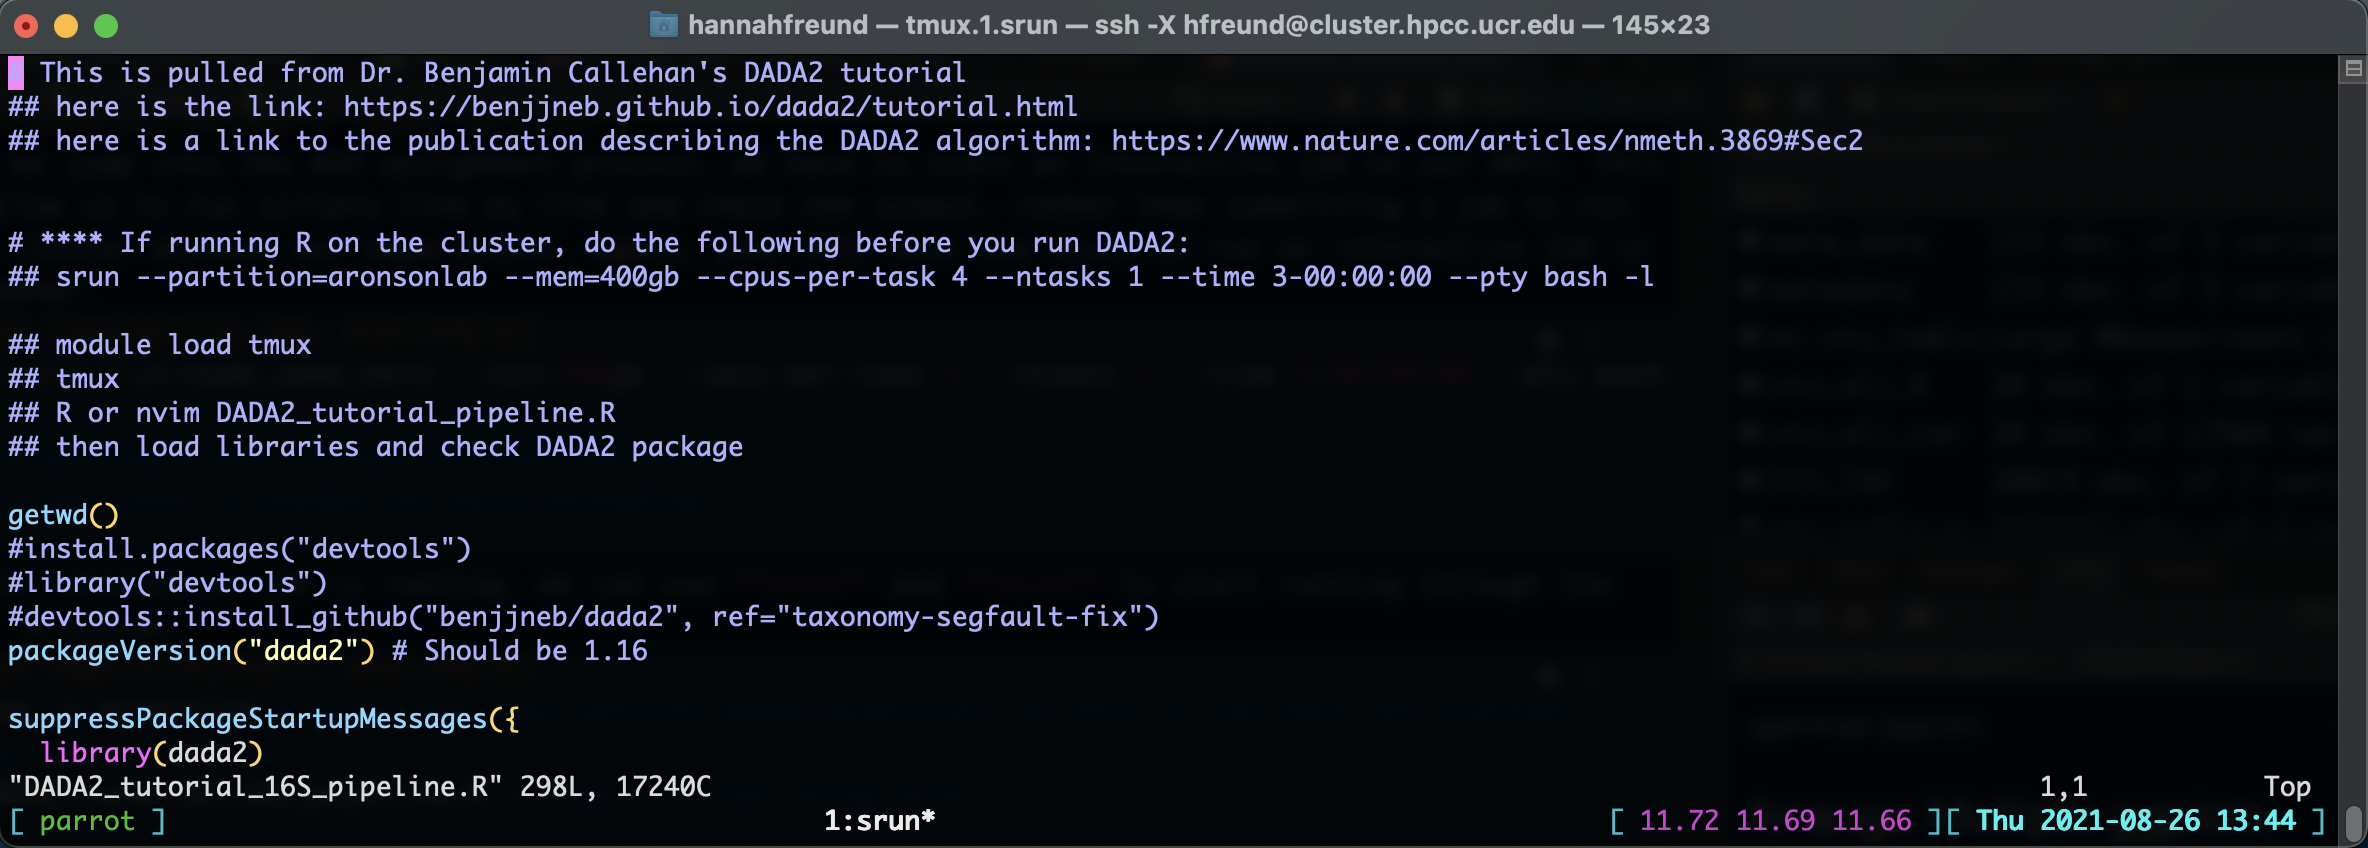 hannahfreund — tmux.1.srun — ssh -X hfreund@cluster.hpcc.ucr.edu — 145×23
# This is pulled from Dr. Benjamin Callehan's DADA2 tutorial
## here is the link: https://benjjneb.github.io/dada2/tutorial.html
## here is a link to the publication describing the DADA2 algorithm: https://www.nature.com/articles/nmeth.3869#Sec2
# **** If running R on the cluster, do the following before you run DADA2:
## srun --partition=aronsonlab --mem=400gb --cpus-per-task 4 --ntasks 1 --time 3-00:00:00 --pty bash -l
## module load tmux
## tmux
## R or nvim DADA2_tutorial_pipeline.R
## then load libraries and check DADA2 package
getwd()
#install.packages("devtools")
#library("devtools")
#devtools::install_github("benjjneb/dada2", ref="taxonomy-segfault-fix")
packageVersion("dada2") # Should be 1.16
suppressPackageStartupMessages({
  library(dada2)
"DADA2_tutorial_16S_pipeline.R" 298L, 17240C 1,1 Top
[ parrot ] 1:srun* [ 11.72 11.69 11.66 ][ Thu 2021-08-26 13:44 ]